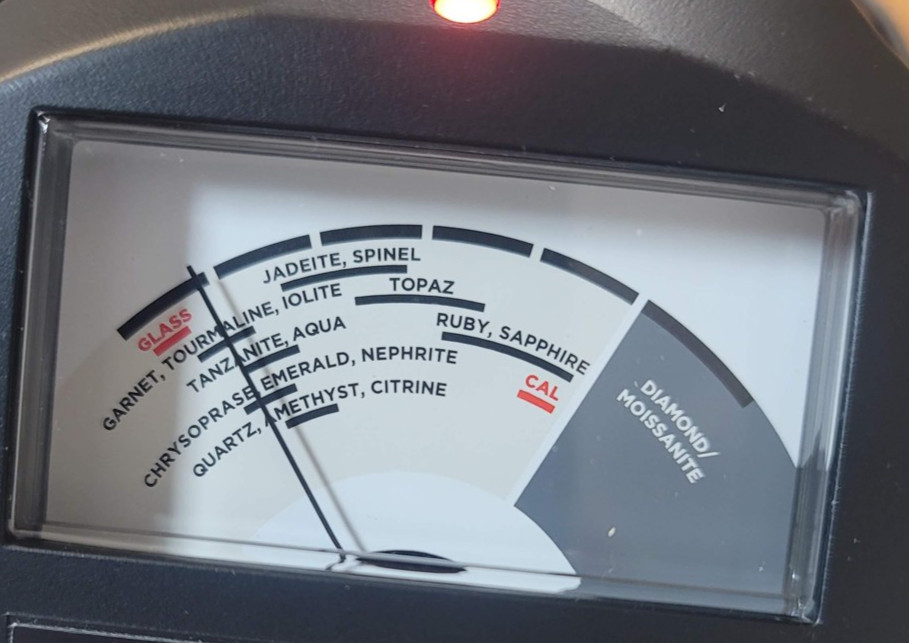 JADEITE, SPINEL
TOPAZ
GLASS
GARNET, TOURMALINE, IOLITE
RUBY, SAPPHIRE
TANZANITE, AQUA
CHRYSOPRASE, EMERALD, NEPHRITE
CAL
QUARTZ, AMETHYST, CITRINE
DIAMOND/
MOISSANITE